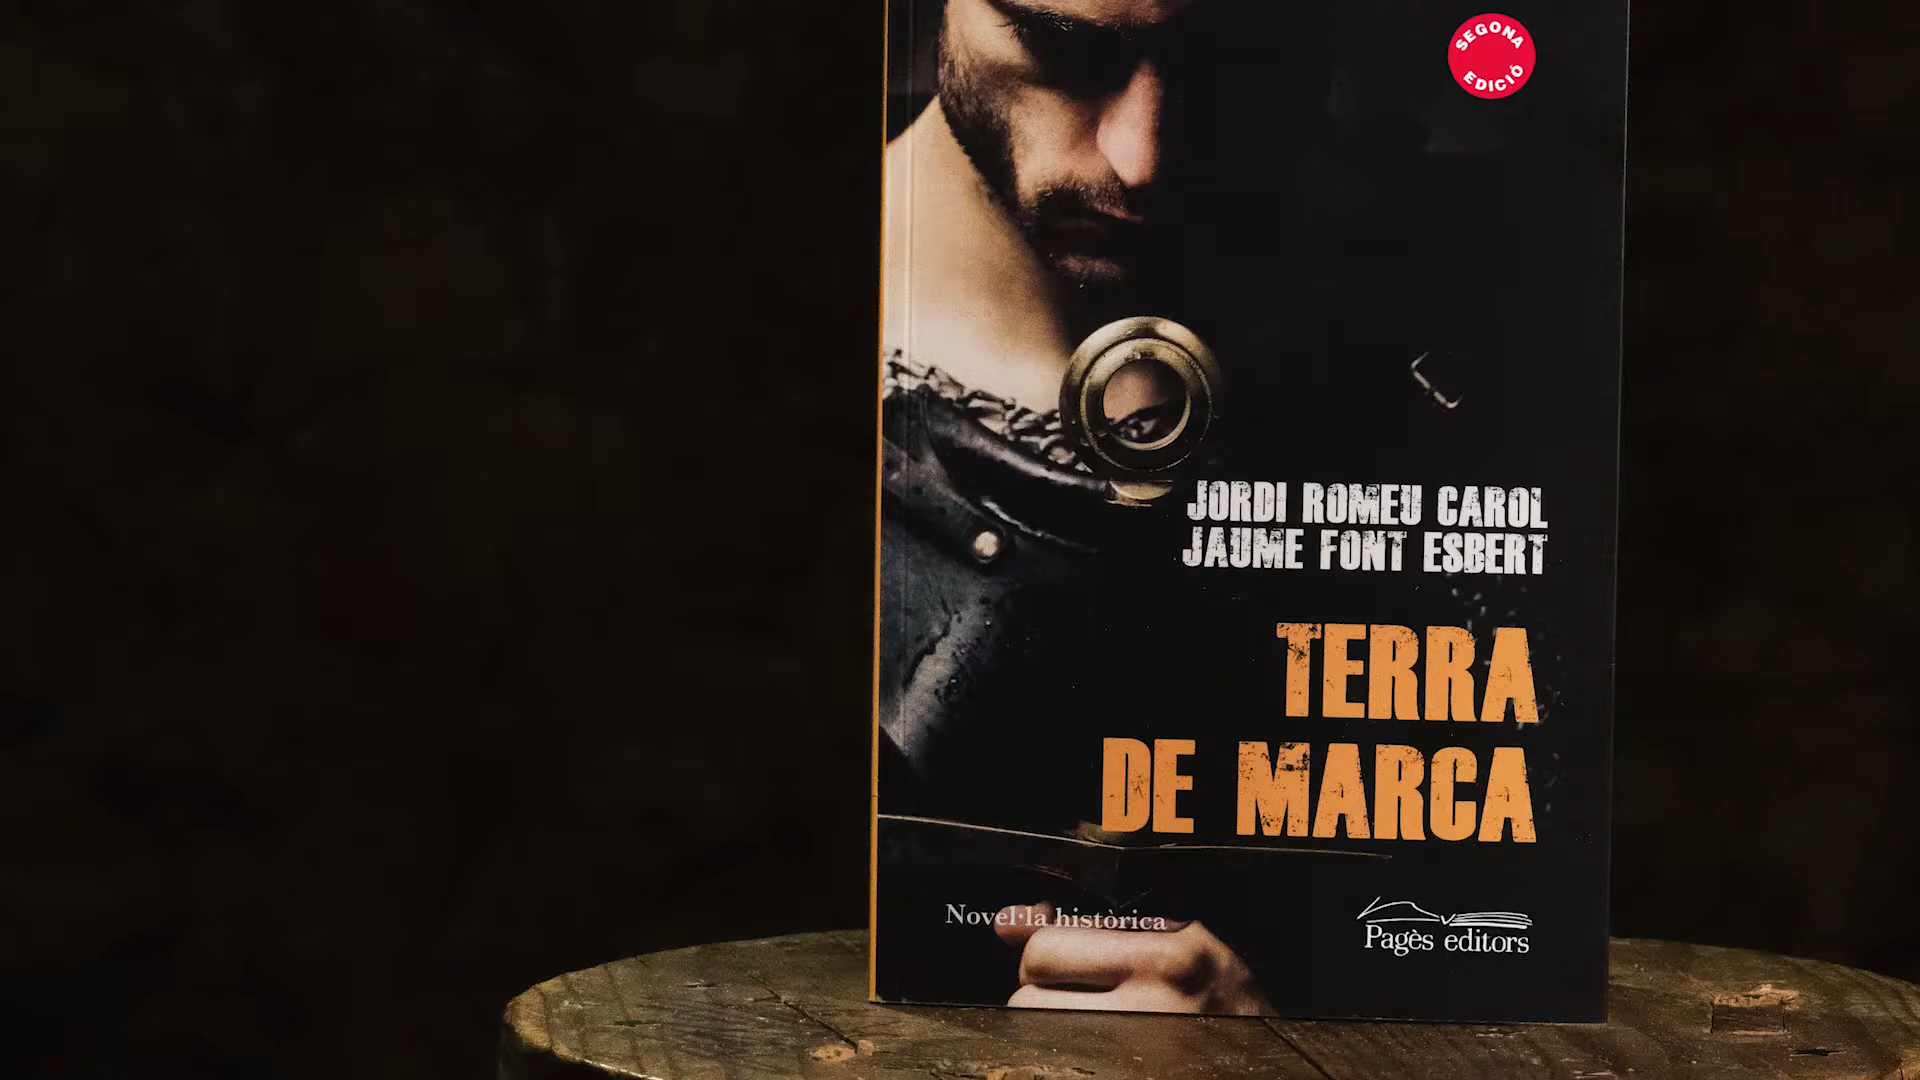 SEGONA
EDICIÓ
JORDI ROMEU CAROL
JAUME FONT ESBERT
TERRA
DE MARCA
Novel·la històrica
Pagès editors